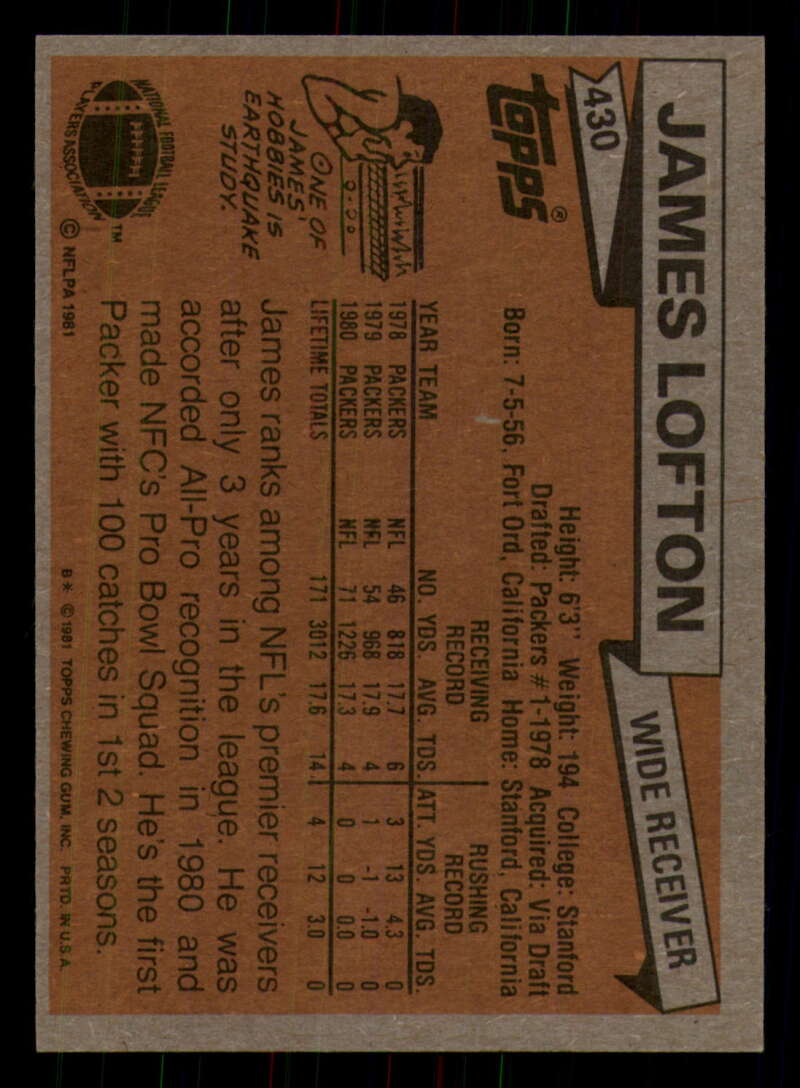 430
JAMES LOFTON
WIDE RECEIVER
TOPPS®
Height: 6'3" Weight: 194 College: Stanford
Drafted: Packers #1-1978 Acquired: Via Draft
Born: 7-5-56, Fort Ord, California Home: Stanford, California
ONE OF
JAMES'
HOBBIES IS
EARTHQUAKE
STUDY.
RECEIVING RUSHING
RECORD RECORD
YEAR TEAM NO. YDS. AVG. TDS. ATT. YDS. AVG. TDS.
1978 PACKERS NFL 46 818 17.7 6 3 13 4.3 0
1979 PACKERS NFL 54 968 17.9 4 1 -1 -1.0 0
1980 PACKERS NFL 71 1226 17.3 4 0 0 0.0 0
LIFETIME TOTALS 171 3012 17.6 14 4 12 3.0 0
James ranks among NFL's premier receivers
after only 3 years in the league. He was
accorded All-Pro recognition in 1980 and
made NFC's Pro Bowl Squad. He's the first
Packer with 100 catches in 1st 2 seasons.
NATIONAL FOOTBALL LEAGUE
PLAYERS ASSOCIATION
™
© NFLPA 1981
B* © 1981 TOPPS CHEWING GUM, INC. PRTD. IN U.S.A.